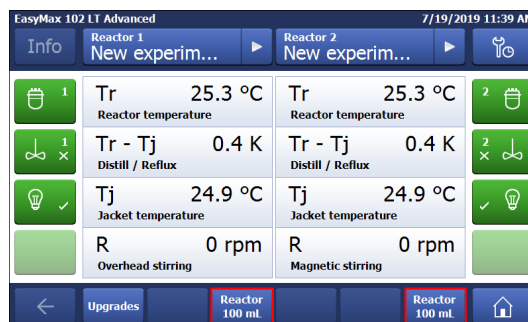 EasyMax 102 LT Advanced 7/19/2019 11:39 AM
Info
Reactor 1
New experim...
Reactor 2
New experim...
1
Tr 25.3 °C
Reactor temperature
Tr 25.3 °C
Reactor temperature
2
1
Tr - Tj 0.4 K
Distill / Reflux
Tr - Tj 0.4 K
Distill / Reflux
2
Tj 24.9 °C
Jacket temperature
Tj 24.9 °C
Jacket temperature
R 0 rpm
Overhead stirring
R 0 rpm
Magnetic stirring
Upgrades
Reactor
100 mL
Reactor
100 mL